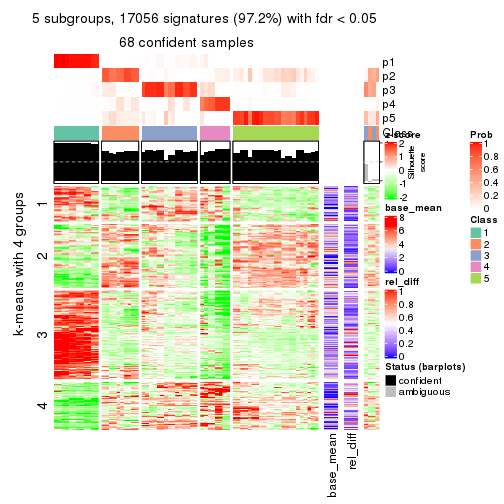 5 subgroups, 17056 signatures (97.2%) with fdr < 0.05
68 confident samples
p1
p2
p3
p4
p5
Class
Silhouette
score
k-means with 4 groups
1
2
3
4
base_mean
rel_diff
z-score
2
1
0
-1
-2
base_mean
8
6
4
2
0
rel_diff
1
0.8
0.6
0.4
0.2
0
Status (barplots)
confident
ambiguous
Prob
1
0.8
0.6
0.4
0.2
0
Class
1
2
3
4
5